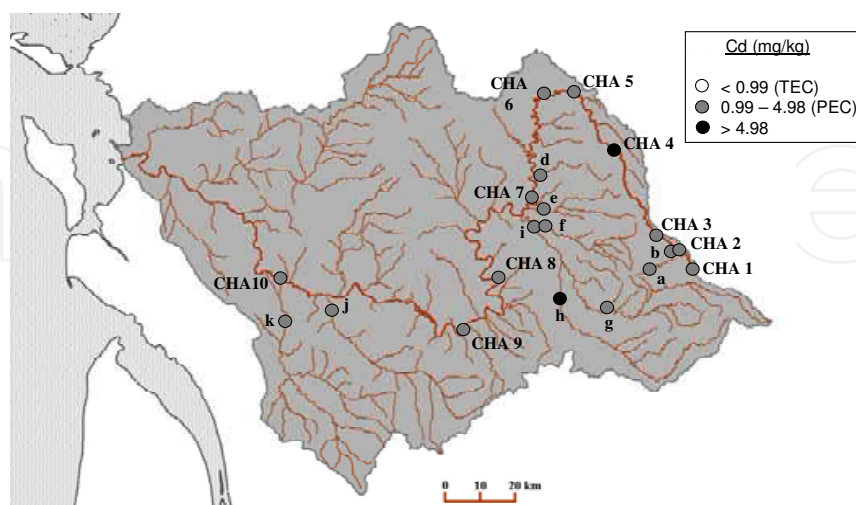 Cd (mg/kg)
< 0.99 (TEC)
0.99 – 4.98 (PEC)
> 4.98
CHA 6
CHA 5
CHA 4
d
CHA 7
e
i
f
CHA 3
b
CHA 2
a
CHA 1
CHA10
CHA 8
k
j
h
g
CHA 9
0 10 20 km